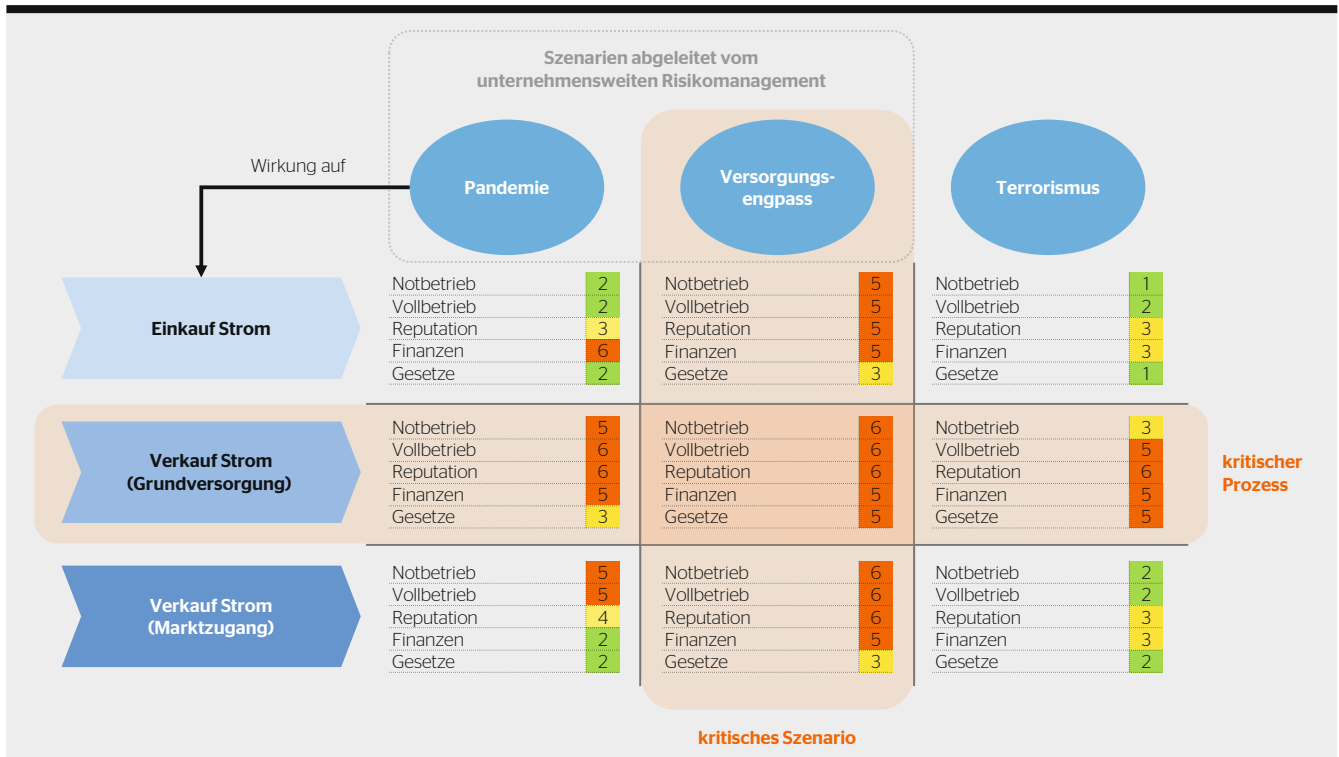 Szenarien abgeleitet vom
unternehmensweiten Risikomanagement
Wirkung auf
Pandemie
Versorgungs-
engpass
Terrorismus
Einkauf Strom
Notbetrieb 2
Vollbetrieb 2
Reputation 3
Finanzen 6
Gesetze 2
Notbetrieb 5
Vollbetrieb 5
Reputation 5
Finanzen 5
Gesetze 3
Notbetrieb 1
Vollbetrieb 2
Reputation 3
Finanzen 3
Gesetze 1
Verkauf Strom
(Grundversorgung)
Notbetrieb 5
Vollbetrieb 6
Reputation 6
Finanzen 5
Gesetze 3
Notbetrieb 6
Vollbetrieb 6
Reputation 6
Finanzen 5
Gesetze 5
Notbetrieb 3
Vollbetrieb 5
Reputation 6
Finanzen 5
Gesetze 5
kritischer
Prozess
Verkauf Strom
(Marktzugang)
Notbetrieb 5
Vollbetrieb 5
Reputation 4
Finanzen 2
Gesetze 2
Notbetrieb 6
Vollbetrieb 6
Reputation 6
Finanzen 5
Gesetze 3
Notbetrieb 2
Vollbetrieb 2
Reputation 3
Finanzen 3
Gesetze 2
kritisches Szenario